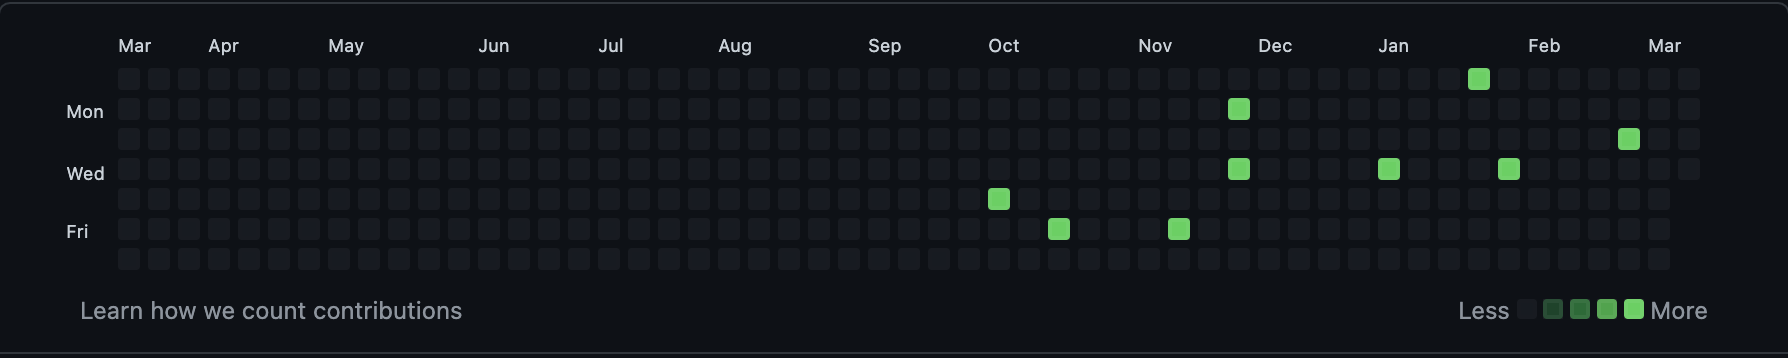 Mar Apr May Jun Jul Aug Sep Oct Nov Dec Jan Feb Mar
Mon
Wed
Fri
Learn how we count contributions
Less More